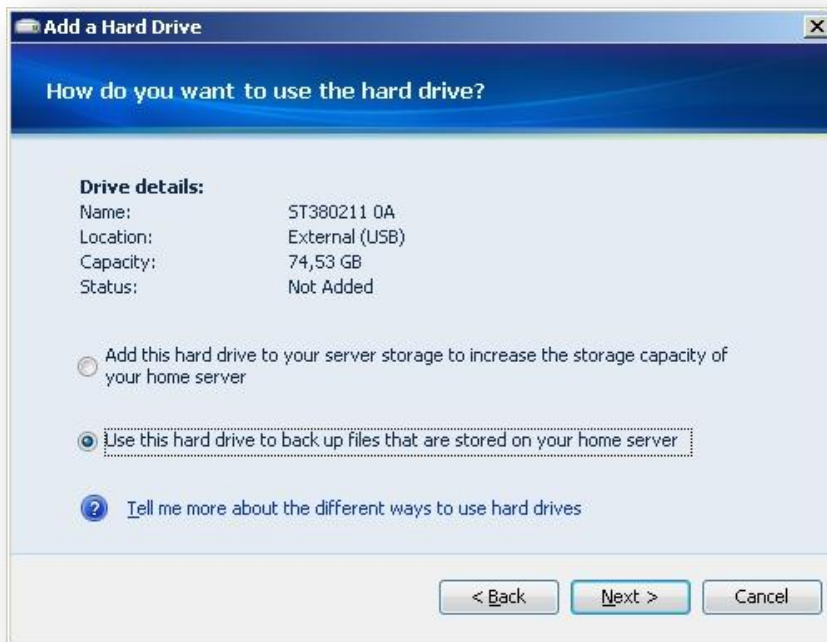 Add a Hard Drive
How do you want to use the hard drive?
Drive details:
Name: ST380211 0A
Location: External (USB)
Capacity: 74,53 GB
Status: Not Added
Add this hard drive to your server storage to increase the storage capacity of
your home server
Use this hard drive to back up files that are stored on your home server
? Tell me more about the different ways to use hard drives
< Back Next > Cancel